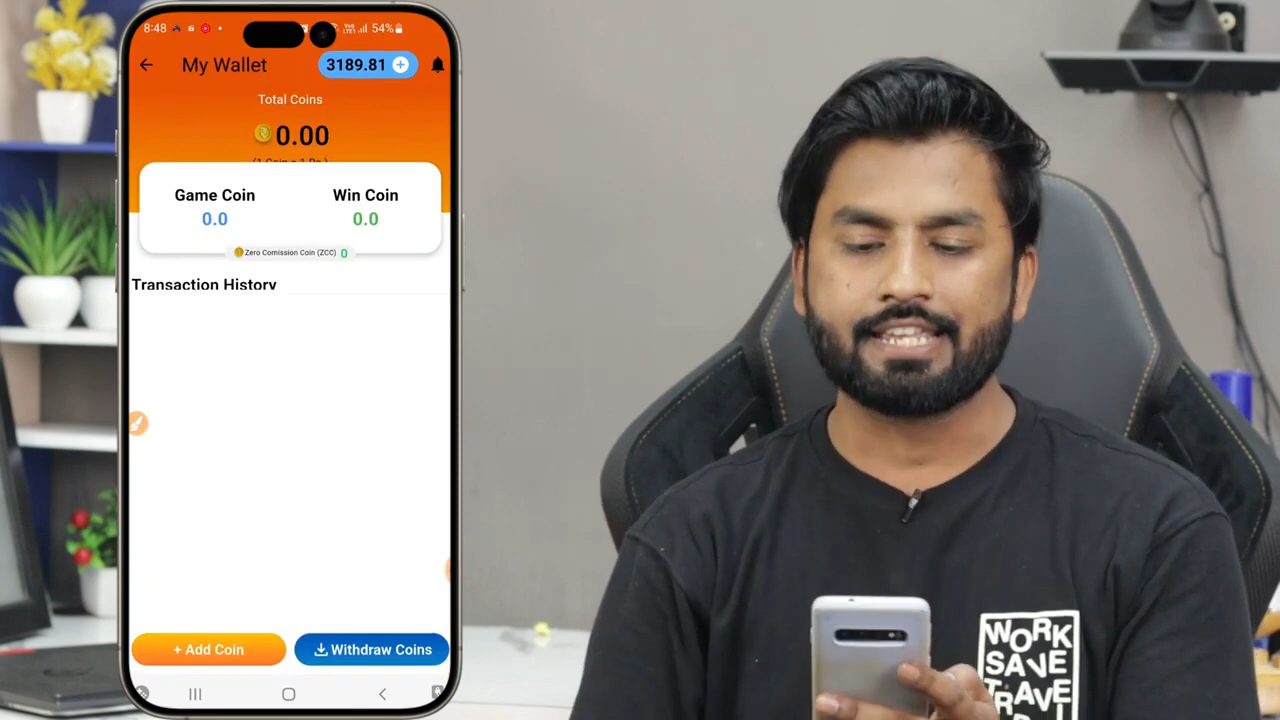 8:48
54%
My Wallet
3189.81
Total Coins
0.00
Game Coin
Win Coin
0.0
0.0
Zero Comission Coin (ZCC) 0
Transaction History
+ Add Coin
Withdraw Coins
WORK
SAVE
TRAVEL